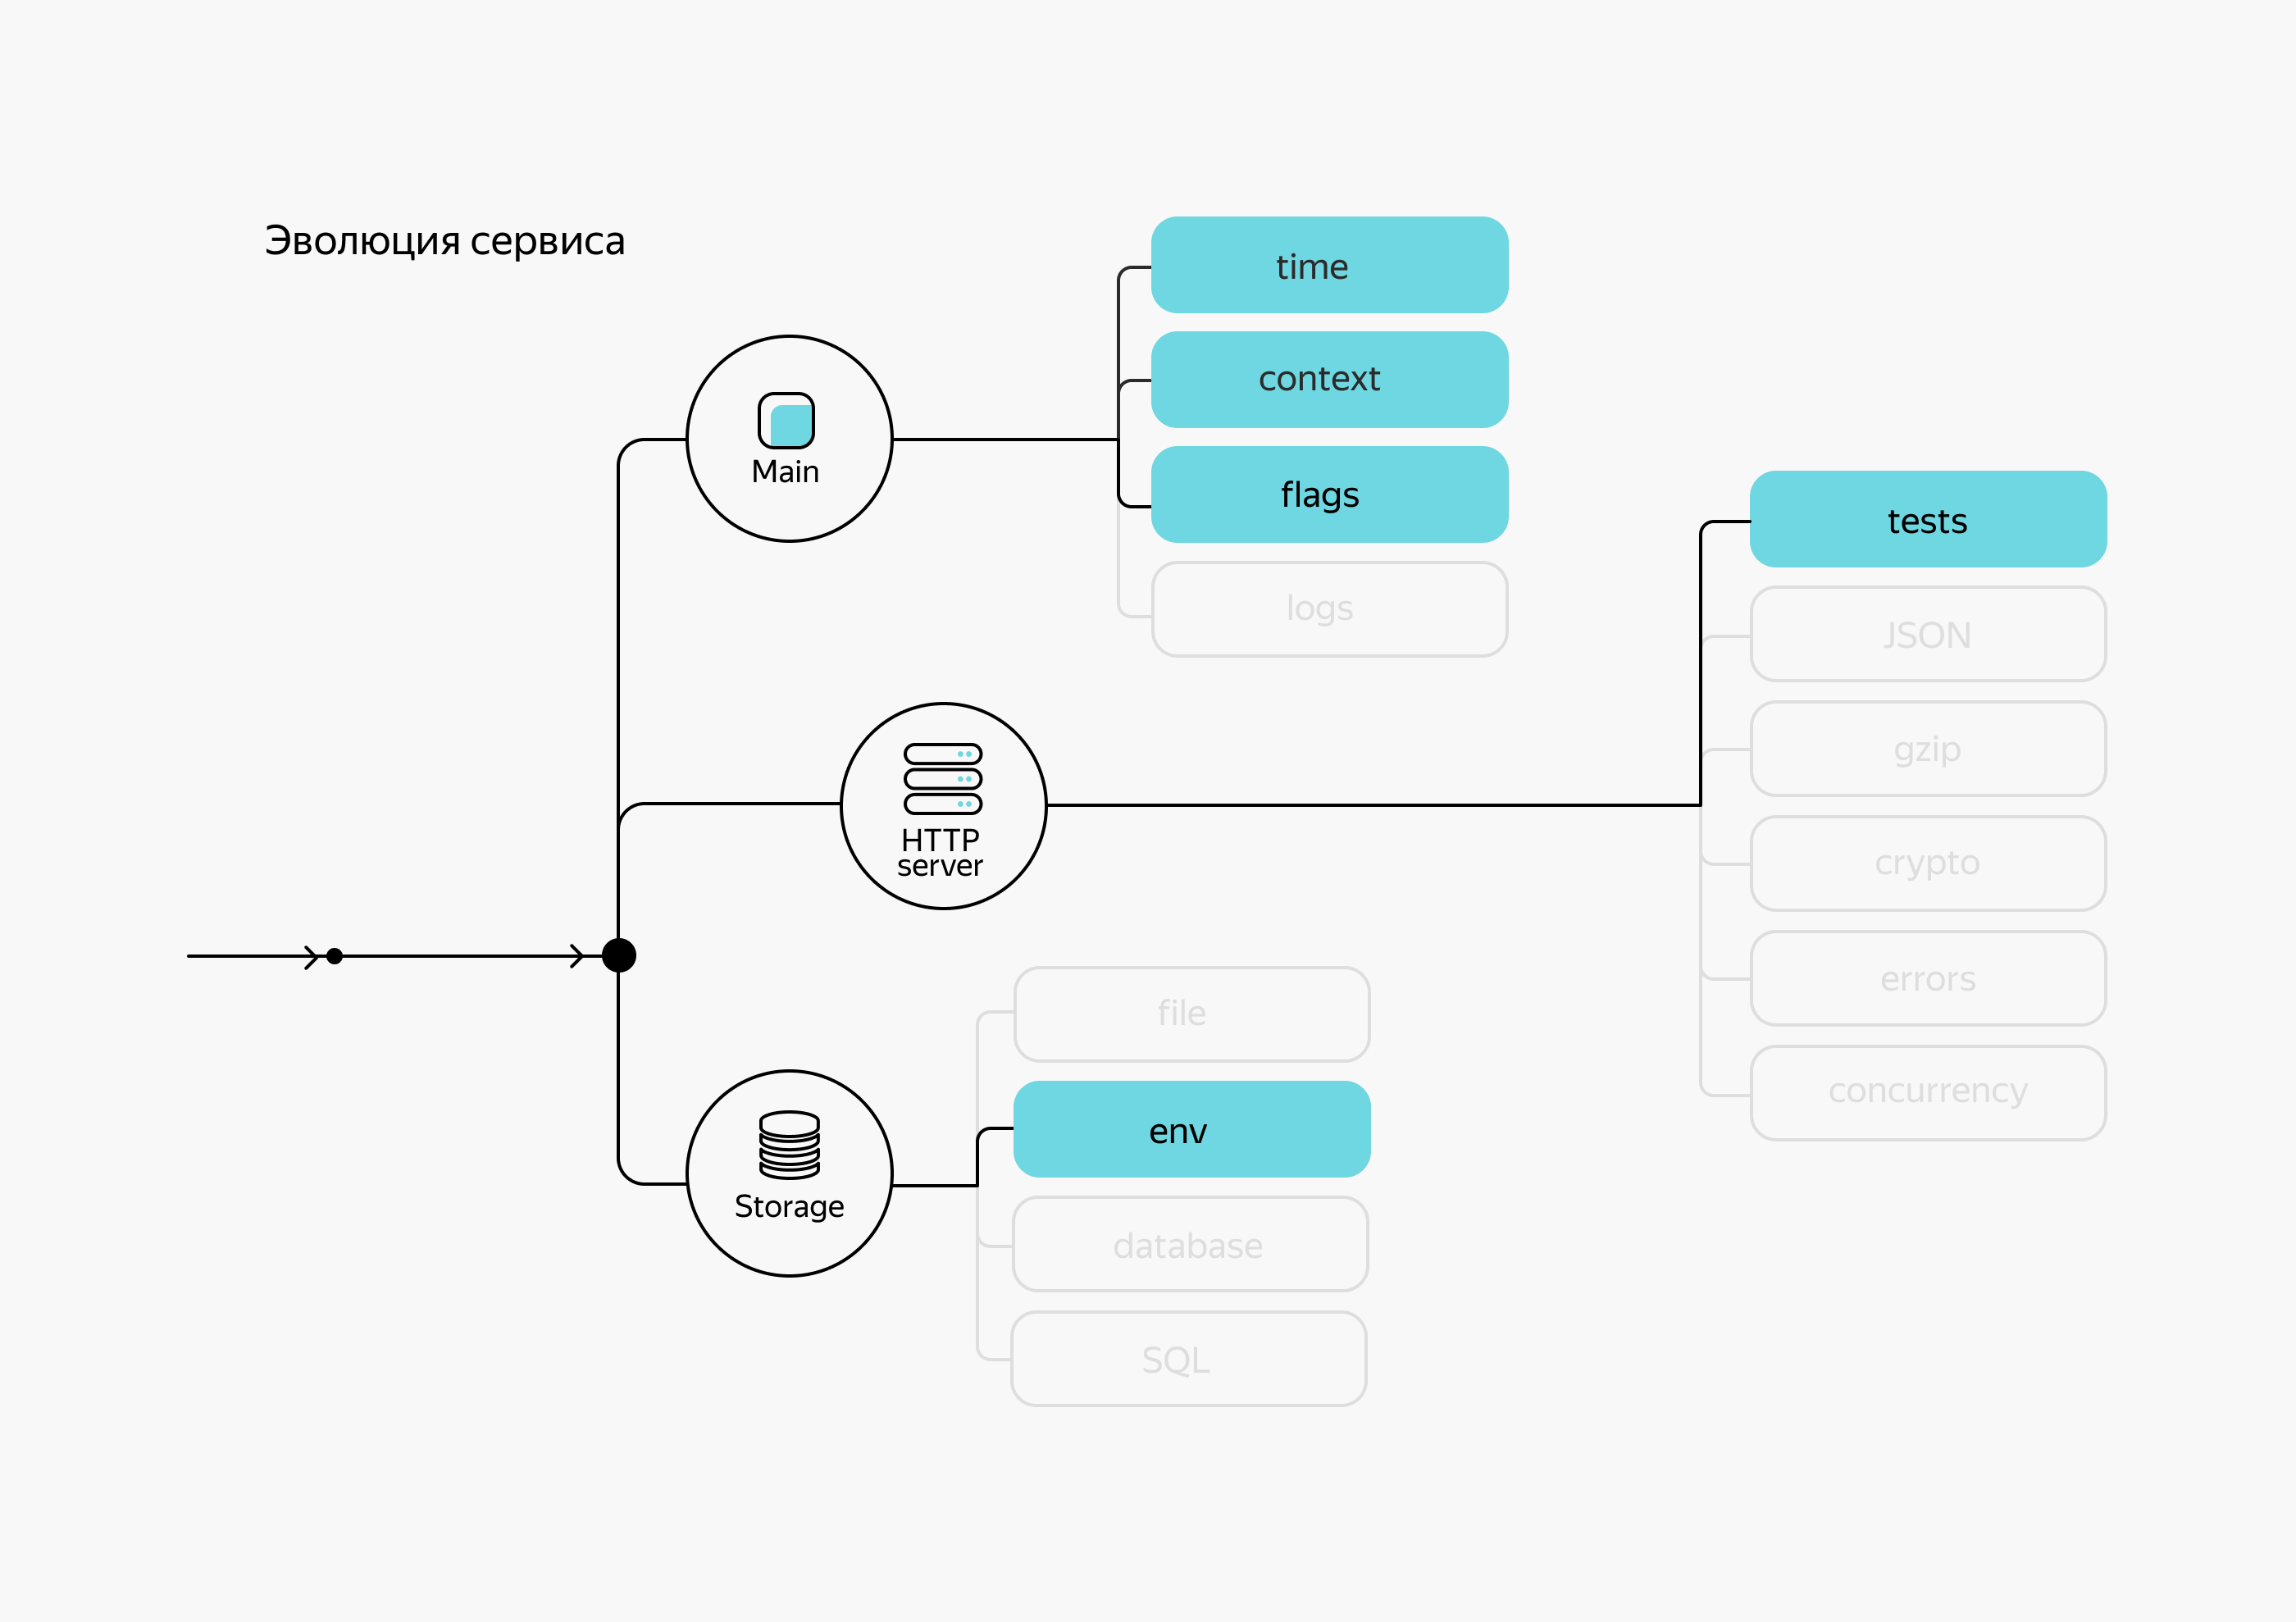 Эволюция сервиса
Main
time
context
flags
logs
HTTP
server
tests
JSON
gzip
crypto
errors
concurrency
Storage
file
env
database
SQL